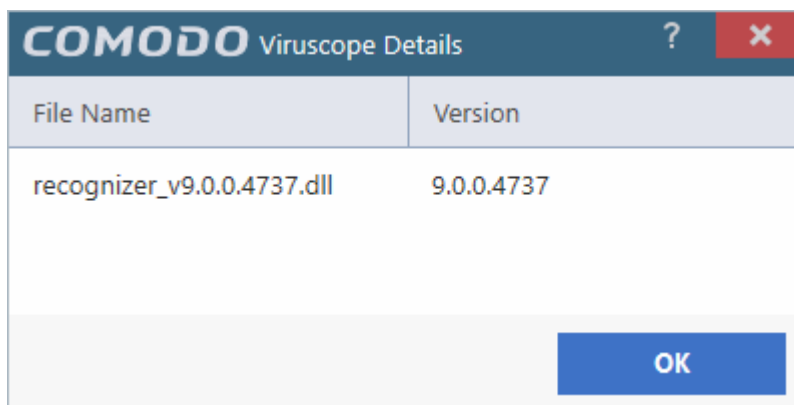 COMODO Viruscope Details ?
File Name Version
recognizer_v9.0.0.4737.dll 9.0.0.4737
OK